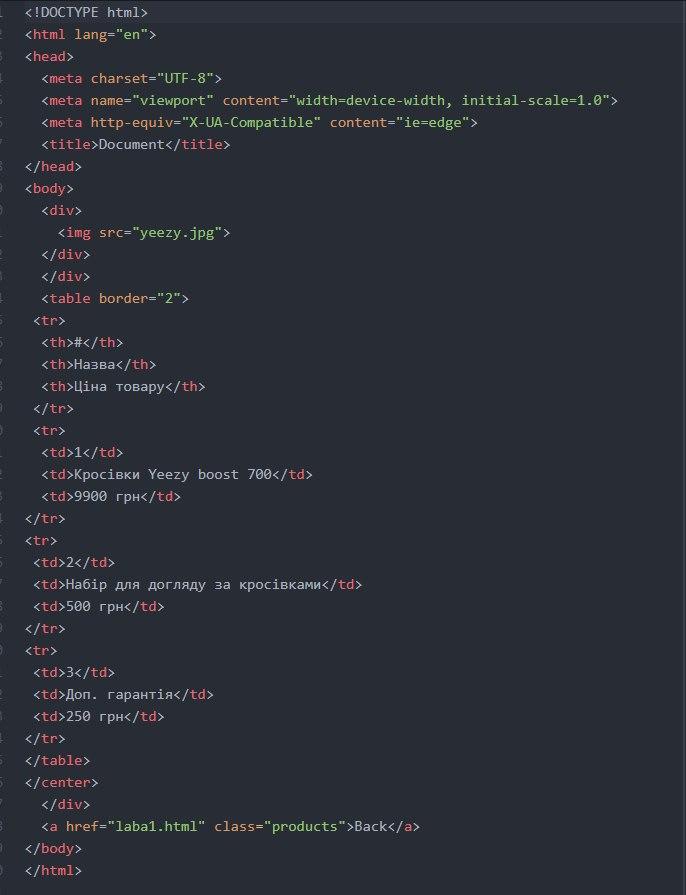 <!DOCTYPE html>
<html lang="en">
<head>
  <meta charset="UTF-8">
  <meta name="viewport" content="width=device-width, initial-scale=1.0">
  <meta http-equiv="X-UA-Compatible" content="ie=edge">
  <title>Document</title>
</head>
<body>
  <div>
    <img src="yeezy.jpg">
  </div>
  </div>
  <table border="2">
 <tr>
  <th>#</th>
  <th>Назва</th>
  <th>Ціна товару</th>
 </tr>
 <tr>
  <td>1</td>
  <td>Кросівки Yeezy boost 700</td>
  <td>9900 грн</td>
</tr>
<tr>
 <td>2</td>
 <td>Набір для догляду за кросівками</td>
 <td>500 грн</td>
</tr>
<tr>
 <td>3</td>
 <td>Доп. гарантія</td>
 <td>250 грн</td>
</tr>
</table>
</center>
  </div>
  <a href="laba1.html" class="products">Back</a>
</body>
</html>